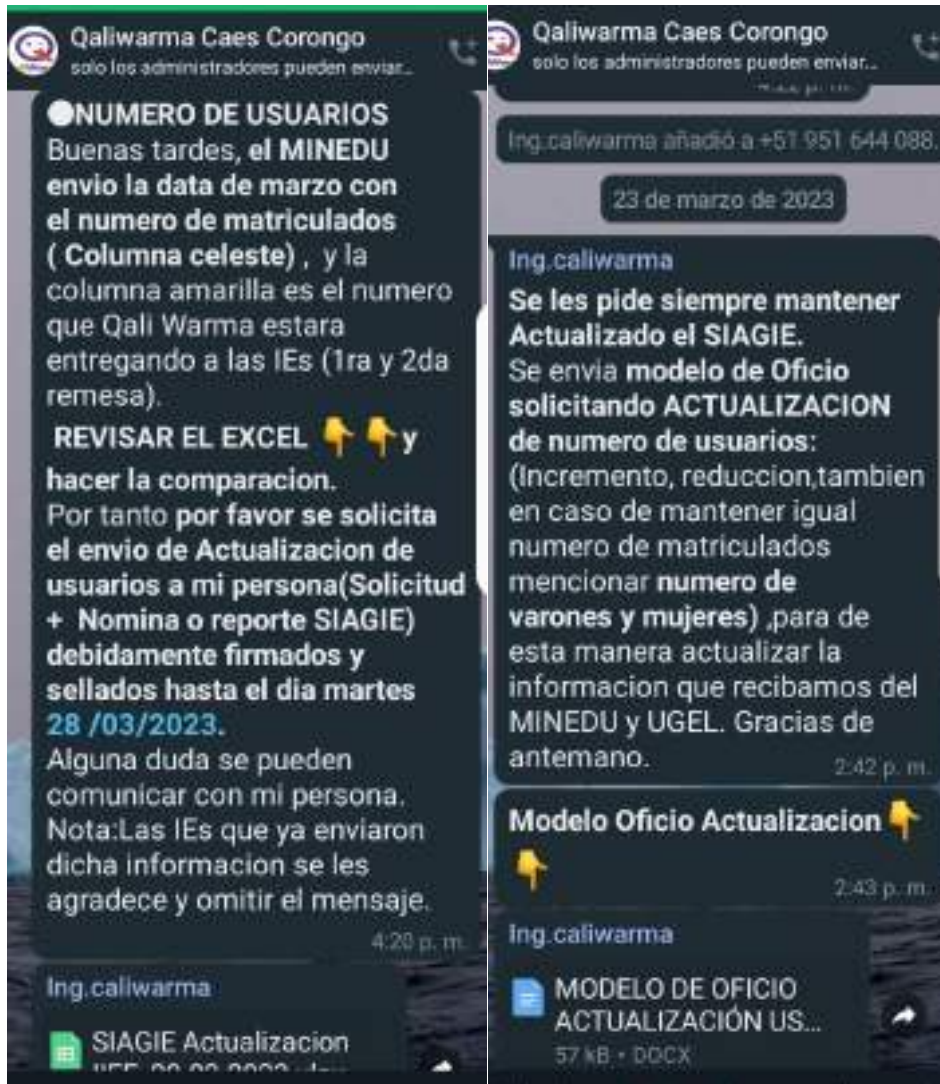 Qaliwarma Caes Corongo
solo los administradores pueden enviar...
NUMERO DE USUARIOS
Buenas tardes, el MINEDU
envio la data de marzo con
el numero de matriculados
( Columna celeste) , y la
columna amarilla es el numero
que Qali Warma estara
entregando a las IEs (1ra y 2da
remesa).
REVISAR EL EXCEL 👇👇y
hacer la comparacion.
Por tanto por favor se solicita
el envio de Actualizacion de
usuarios a mi persona(Solicitud
+ Nomina o reporte SIAGIE)
debidamente firmados y
sellados hasta el dia martes
28 /03/2023.
Alguna duda se pueden
comunicar con mi persona.
Nota:Las IEs que ya enviaron
dicha informacion se les
agradece y omitir el mensaje.
4:20 p. m.
Ing.caliwarma
SIAGIE Actualizacion
Qaliwarma Caes Corongo
solo los administradores pueden enviar...
Ing.caliwarma añadió a +51 951 644 088.
23 de marzo de 2023
Ing.caliwarma
Se les pide siempre mantener
Actualizado el SIAGIE.
Se envia modelo de Oficio
solicitando ACTUALIZACION
de numero de usuarios:
(Incremento, reduccion,tambien
en caso de mantener igual
numero de matriculados
mencionar numero de
varones y mujeres) ,para de
esta manera actualizar la
informacion que recibamos del
MINEDU y UGEL. Gracias de
antemano.
2:42 p. m.
Modelo Oficio Actualizacion👇
👇
2:43 p. m.
Ing.caliwarma
MODELO DE OFICIO
ACTUALIZACIÓN US...
57 kB • DOCX